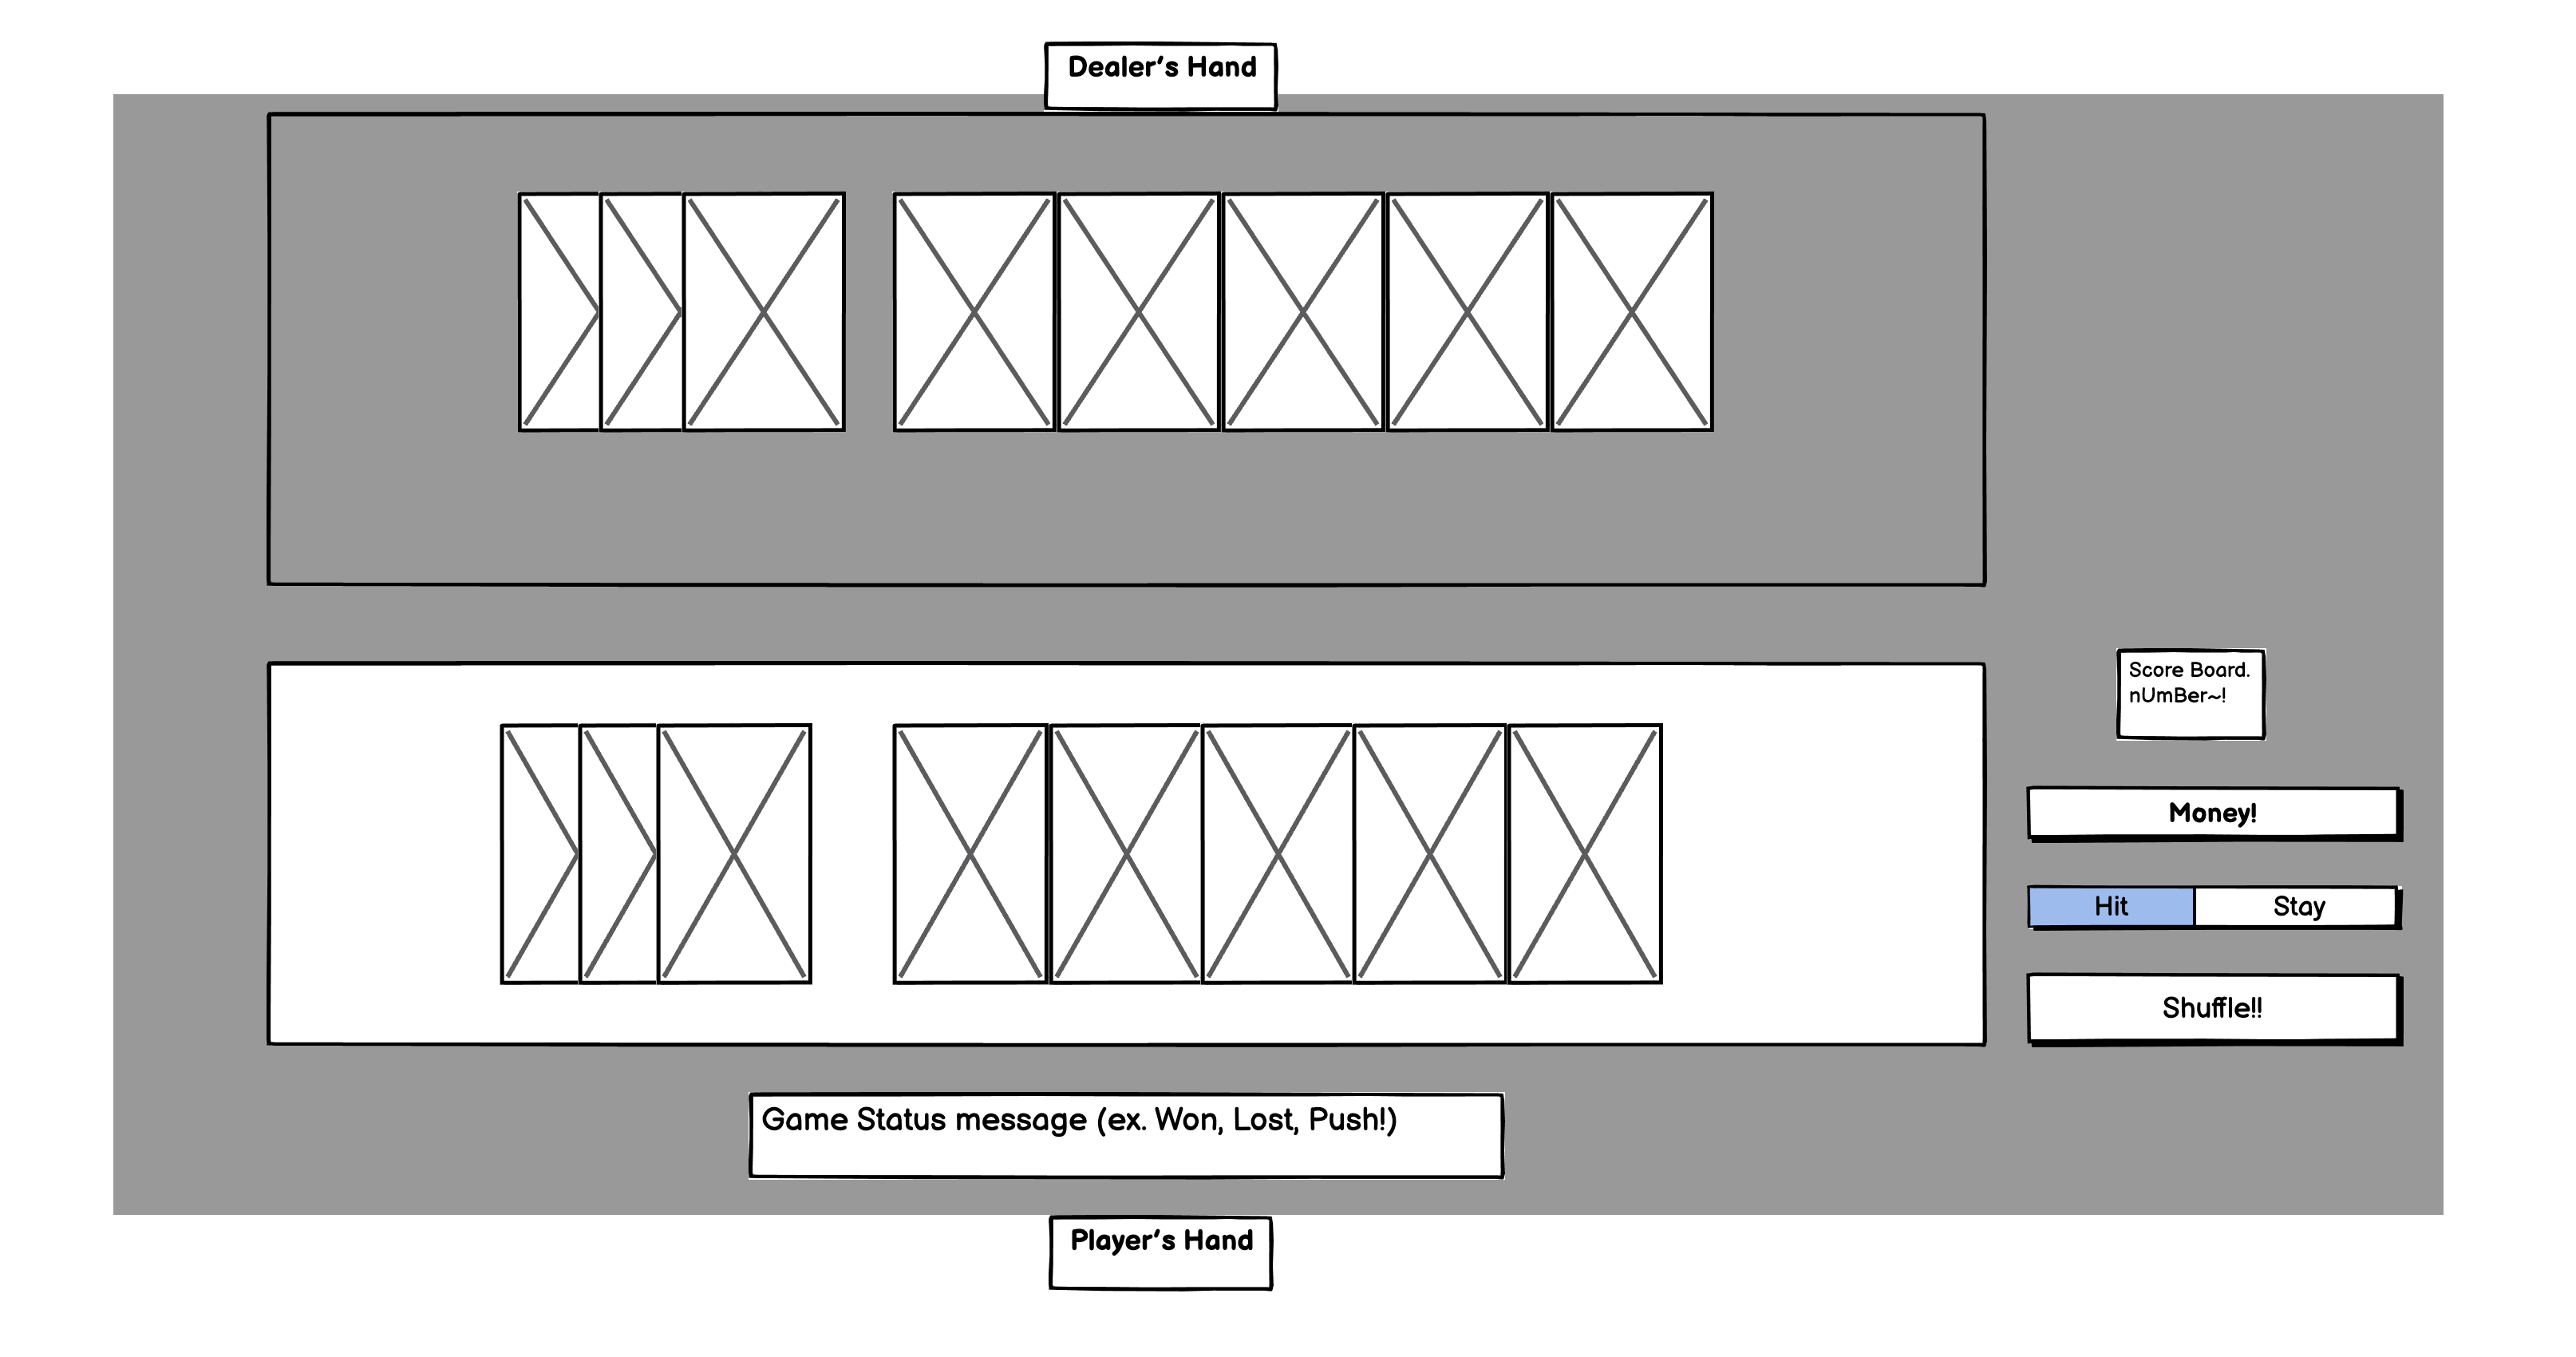 Dealer's Hand
Score Board.
nUmBer~!
Money!
Hit
Stay
Shuffle!!
Game Status message (ex. Won, Lost, Push!)
Player's Hand